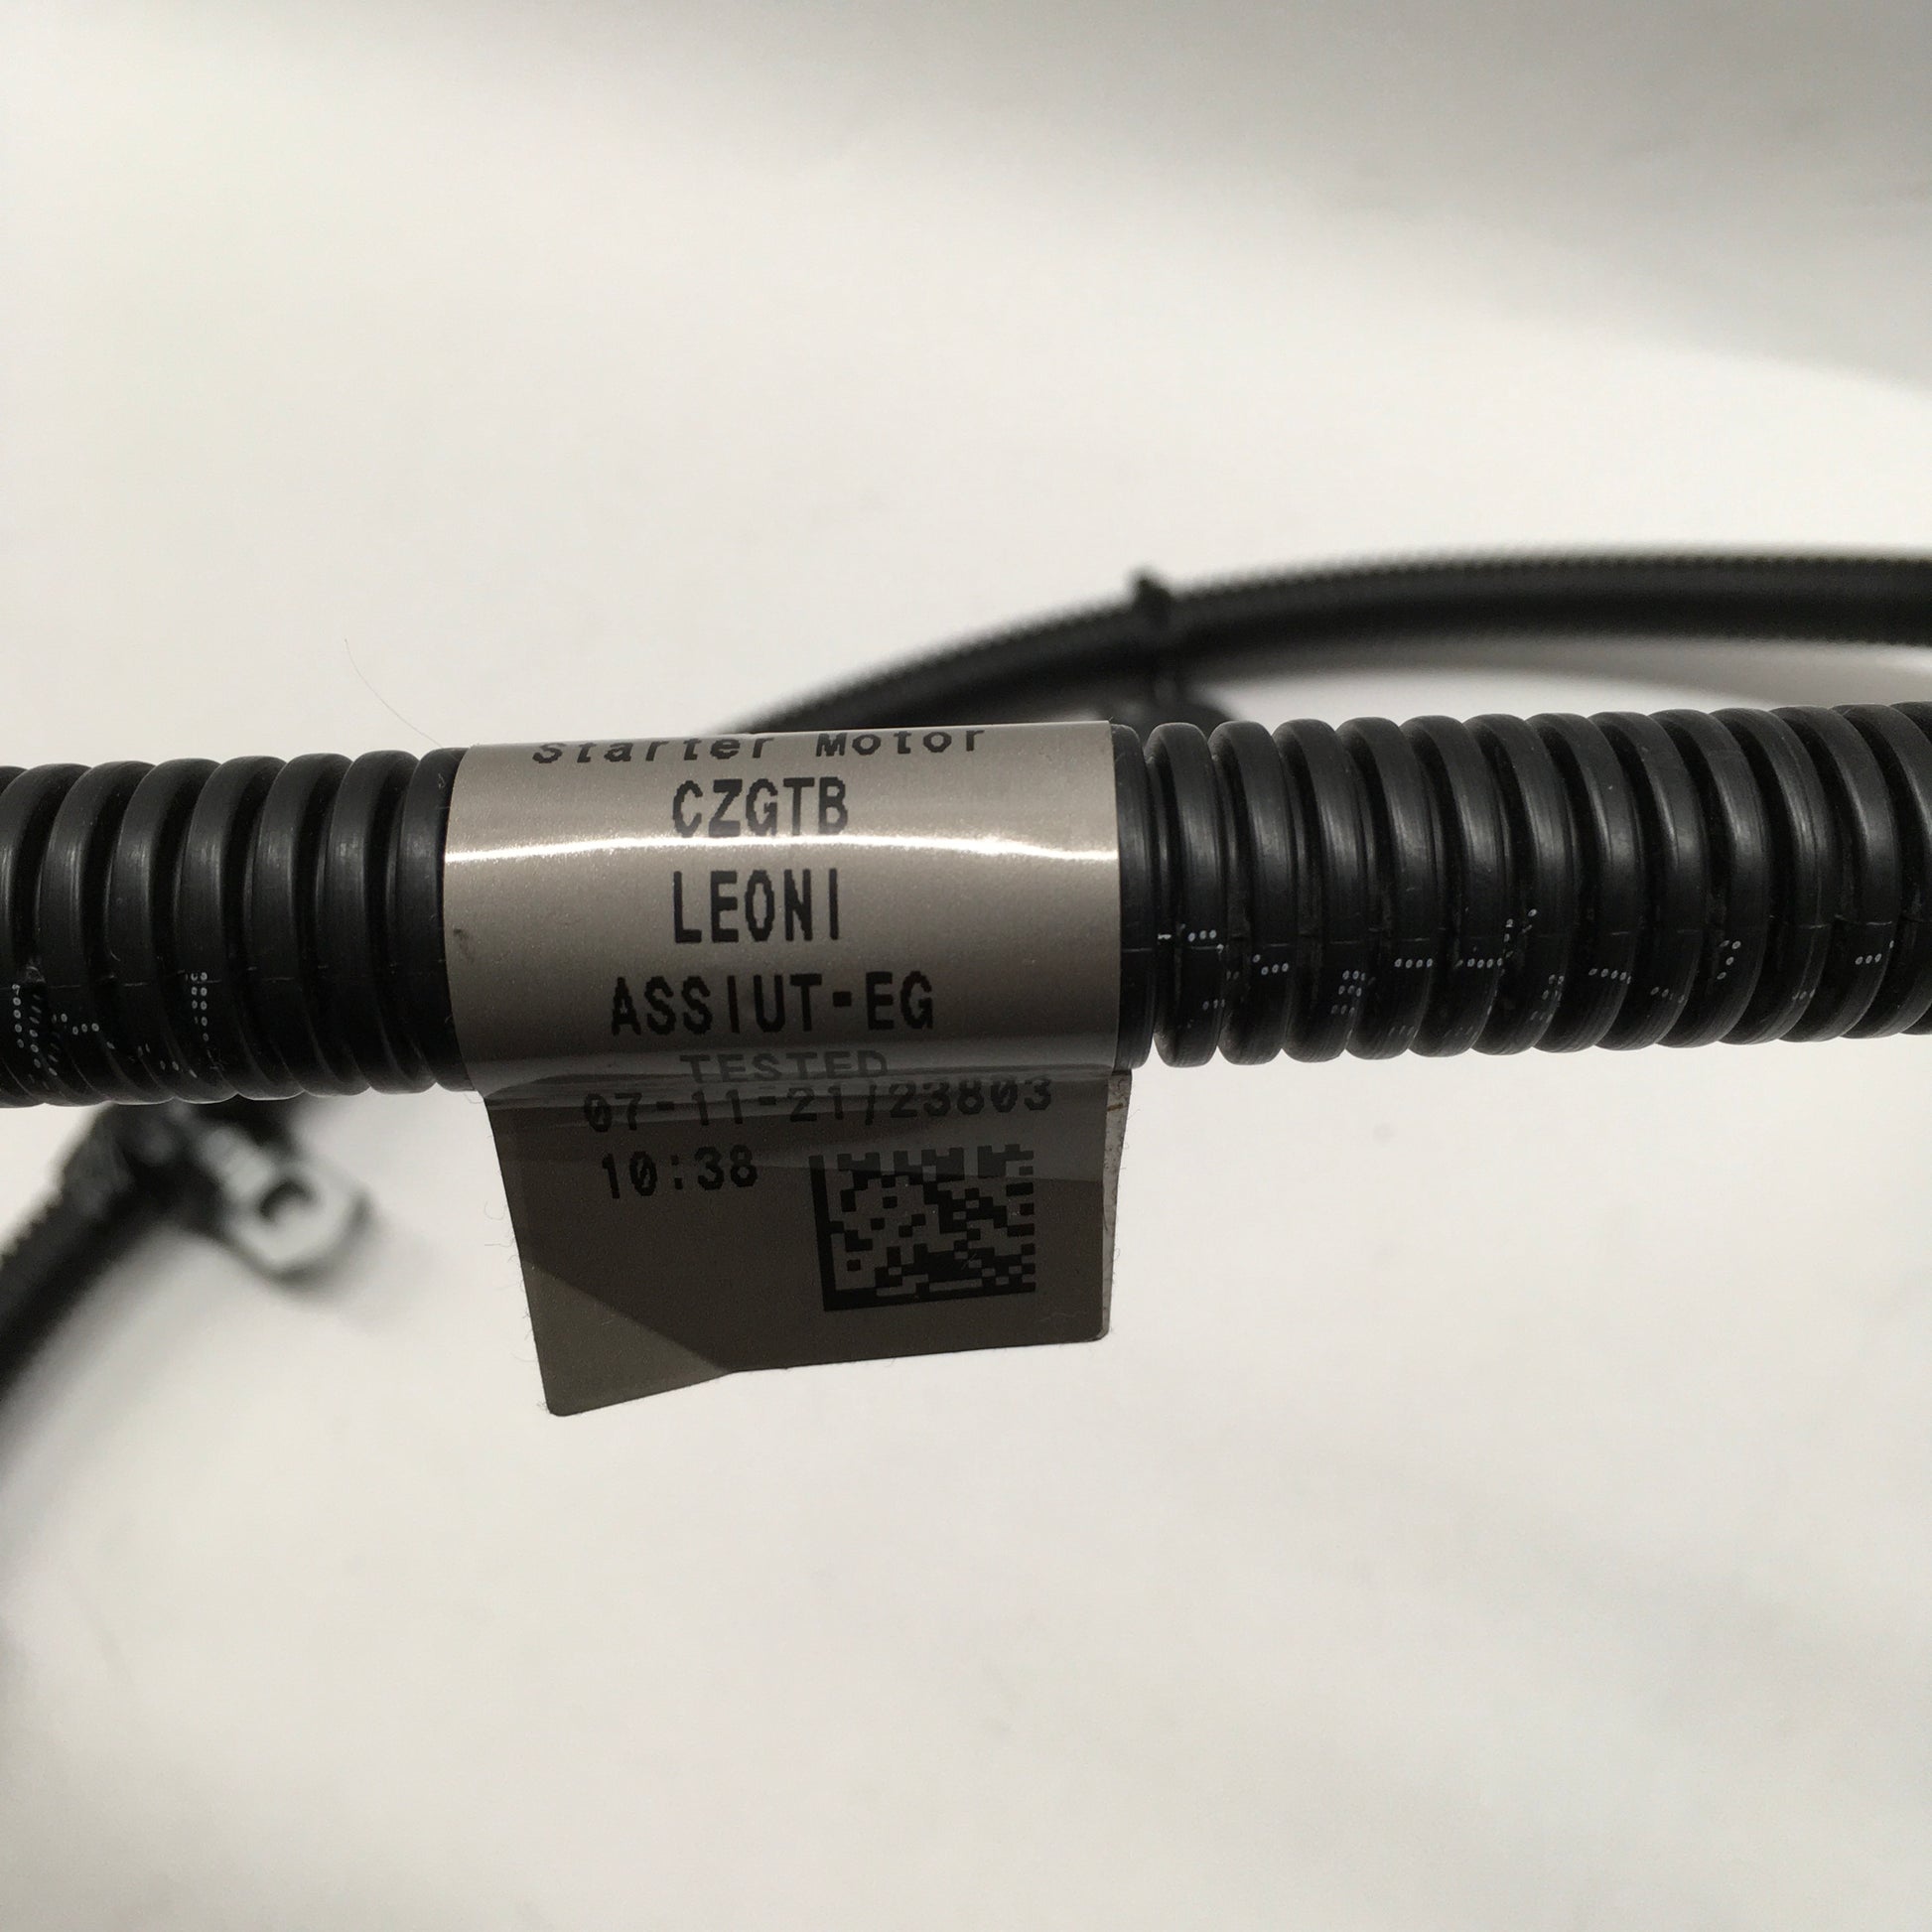 Starter Motor
CZGTB
LEONI
ASSIUT-EG
TESTED
07-11-21/23803
10:38